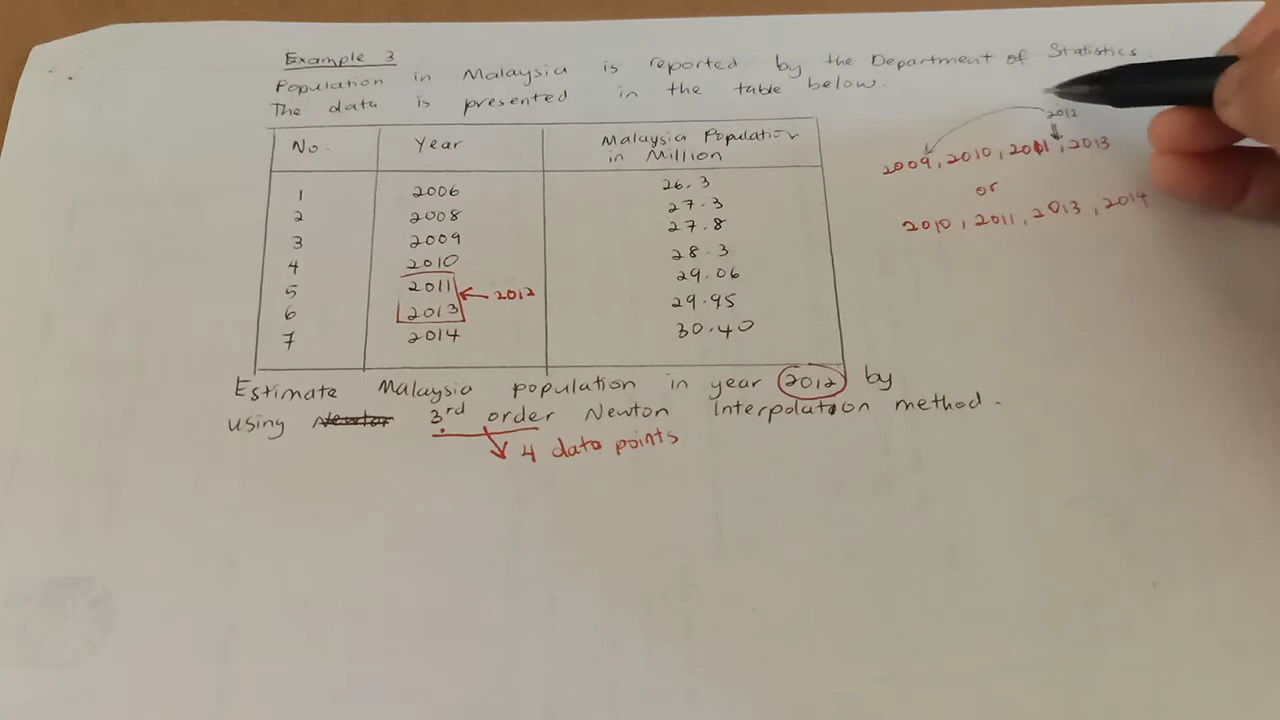 Example 3
Population in Malaysia is reported by the Department of Statistics.
The data is presented in the table below.
No. Year Malaysia Population in Million
1 2006 26.3
2 2008 27.3
3 2009 27.8
4 2010 28.3
5 2011 29.06
6 2013 29.95
7 2014 30.40
← 2012
2012
2009, 2010, 2011, 2013
or
2010, 2011, 2013, 2014
Estimate Malaysia population in year 2012 by
using Newton 3rd order Newton Interpolation method.
4 data points